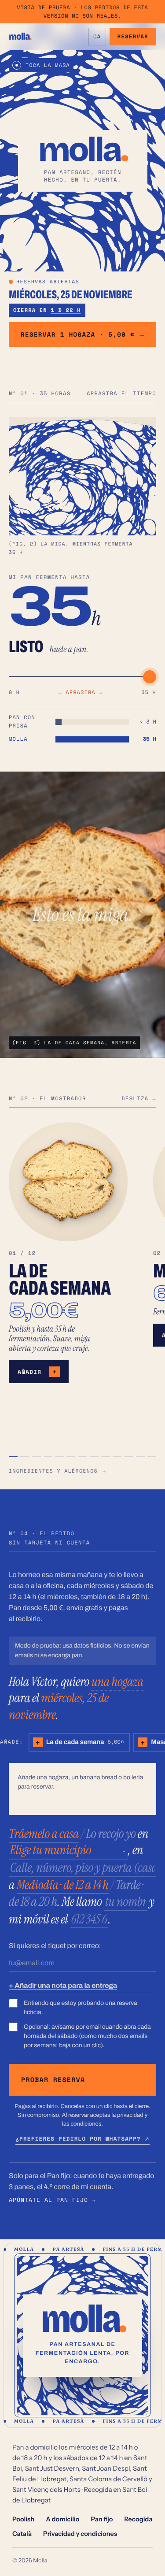 VISTA DE PRUEBA · LOS PEDIDOS DE ESTA
VERSIÓN NO SON REALES.
molla.
CA
RESERVAR
TOCA LA MASA
molla.
PAN ARTESANO, RECIÉN
HECHO, EN TU PUERTA.
RESERVAS ABIERTAS
MIÉRCOLES, 25 DE NOVIEMBRE
CIERRA EN 1 D 22 H
RESERVAR 1 HOGAZA · 5,00 € →
Nº 01 · 35 HORAS
ARRASTRA EL TIEMPO
(FIG. 2) LA MIGA, MIENTRAS FERMENTA
35 H
MI PAN FERMENTA HASTA
35h
LISTO huele a pan.
0 H
← ARRASTRA →
35 H
PAN CON
PRISA
< 3 H
MOLLA
35 H
Esto es la miga
(FIG. 3) LA DE CADA SEMANA, ABIERTA
Nº 02 · EL MOSTRADOR
DESLIZA →
01 / 12
02
LA DE
CADA SEMANA
5,00€
Poolish y hasta 35 h de
fermentación. Suave, miga
abierta y corteza que cruje.
AÑADIR +
INGREDIENTES Y ALÉRGENOS +
Nº 04 · EL PEDIDO
SIN TARJETA NI CUENTA
Lo horneo esa misma mañana y te lo llevo a
casa o a la oficina, cada miércoles y sábado de
12 a 14 h (el miércoles, también de 18 a 20 h).
Pan desde 5,00 €, envío gratis y pagas
al recibirlo.
Modo de prueba: usa datos ficticios. No se envían
emails ni se encarga pan.
Hola Víctor, quiero una hogaza
para el miércoles, 25 de
noviembre.
AÑADE:
+ La de cada semana 5,00€
+
Añade una hogaza, un banana bread o bollería
para reservar.
Tráemelo a casa / Lo recojo yo en
Elige tu municipio , en
Calle, número, piso y puerta (casa
a Mediodía · de 12 a 14 h / Tarde ·
de 18 a 20 h. Me llamo tu nombre y
mi móvil es el 612 345 6.
Si quieres el tiquet por correo:
tu@email.com
+ Añadir una nota para la entrega
Entiendo que estoy probando una reserva
ficticia.
Opcional: avísame por email cuando abra cada
hornada del sábado (como mucho dos emails
por semana; baja con un clic).
PROBAR RESERVA
Pagas al recibirlo. Cancelas con un clic hasta el cierre.
Sin compromiso. Al reservar aceptas la privacidad y
las condiciones.
¿PREFIERES PEDIRLO POR WHATSAPP? ↗
Solo para el Pan fijo: cuando te haya entregado
3 panes, el 4.º corre de mi cuenta.
APÚNTATE AL PAN FIJO →
MOLLA • PA ARTESÀ • FINS A 35 H DE FERM
molla.
PAN ARTESANAL DE
FERMENTACIÓN LENTA, POR
ENCARGO.
MOLLA • PA ARTESÀ • FINS A 35 H DE FERM
Pan a domicilio los miércoles de 12 a 14 h o
de 18 a 20 h y los sábados de 12 a 14 h en Sant
Boi, Sant Just Desvern, Sant Joan Despí, Sant
Feliu de Llobregat, Santa Coloma de Cervelló y
Sant Vicenç dels Horts · Recogida en Sant Boi
de Llobregat
Poolish
A domicilio
Pan fijo
Recogida
Català
Privacidad y condiciones
© 2026 Molla